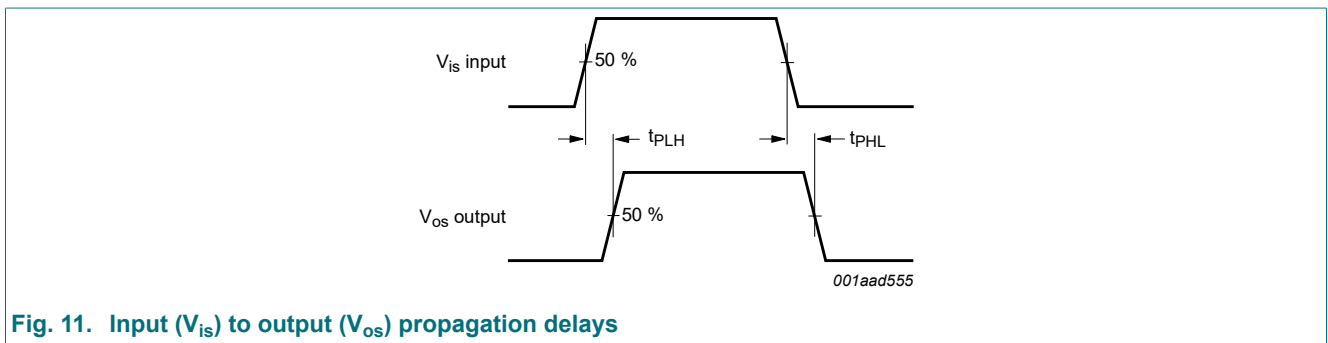 V_is input
50 %
t_PLH
t_PHL
V_os output
50 %
001aad555
Fig. 11. Input (V_is) to output (V_os) propagation delays